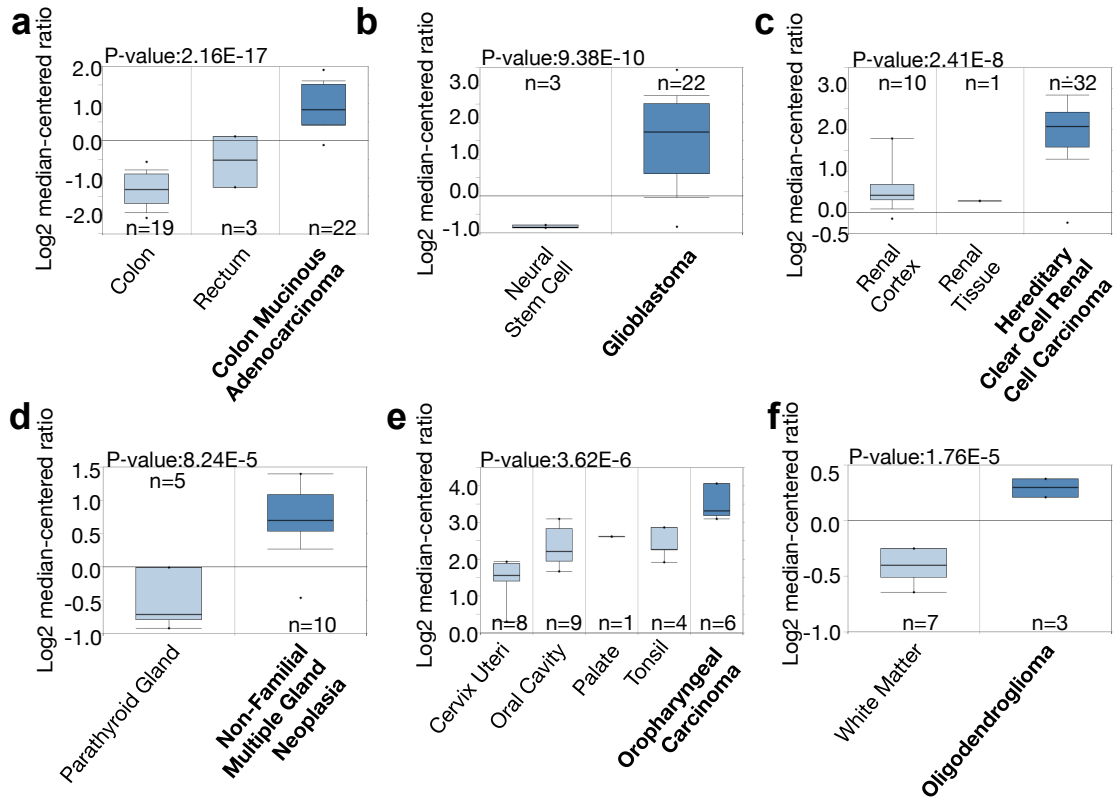 a
P-value:2.16E-17
Log2 median-centered ratio
2.0
1.0
0.0
-1.0
-2.0
n=19
n=3
n=22
Colon
Rectum
Colon Mucinous
Adenocarcinoma
b
P-value:9.38E-10
Log2 median-centered ratio
3.0
2.0
1.0
0.0
-1.0
n=3
n=22
Neural
Stem Cell
Glioblastoma
c
P-value:2.41E-8
Log2 median-centered ratio
3.0
2.0
1.0
0.0
-0.5
n=10
n=1
n=32
Renal
Cortex
Renal
Tissue
Hereditary
Clear Cell Renal
Cell Carcinoma
d
P-value:8.24E-5
Log2 median-centered ratio
1.5
1.0
0.5
0.0
-0.5
-1.0
n=5
n=10
Parathyroid Gland
Non-Familial
Multiple Gland
Neoplasia
e
P-value:3.62E-6
Log2 median-centered ratio
4.0
3.0
2.0
1.0
0.0
n=8
n=9
n=1
n=4
n=6
Cervix Uteri
Oral Cavity
Palate
Tonsil
Oropharyngeal
Carcinoma
f
P-value:1.76E-5
Log2 median-centered ratio
0.5
0.0
-0.5
-1.0
n=7
n=3
White Matter
Oligodendroglioma